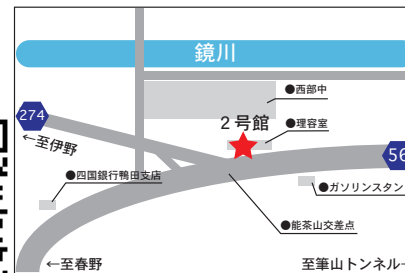 鏡川
●西部中
274
2号館
●理容室
←至伊野
56
●四国銀行鴨田支店
●ガソリンスタン
●能茶山交差点
←至春野
至筆山トンネル